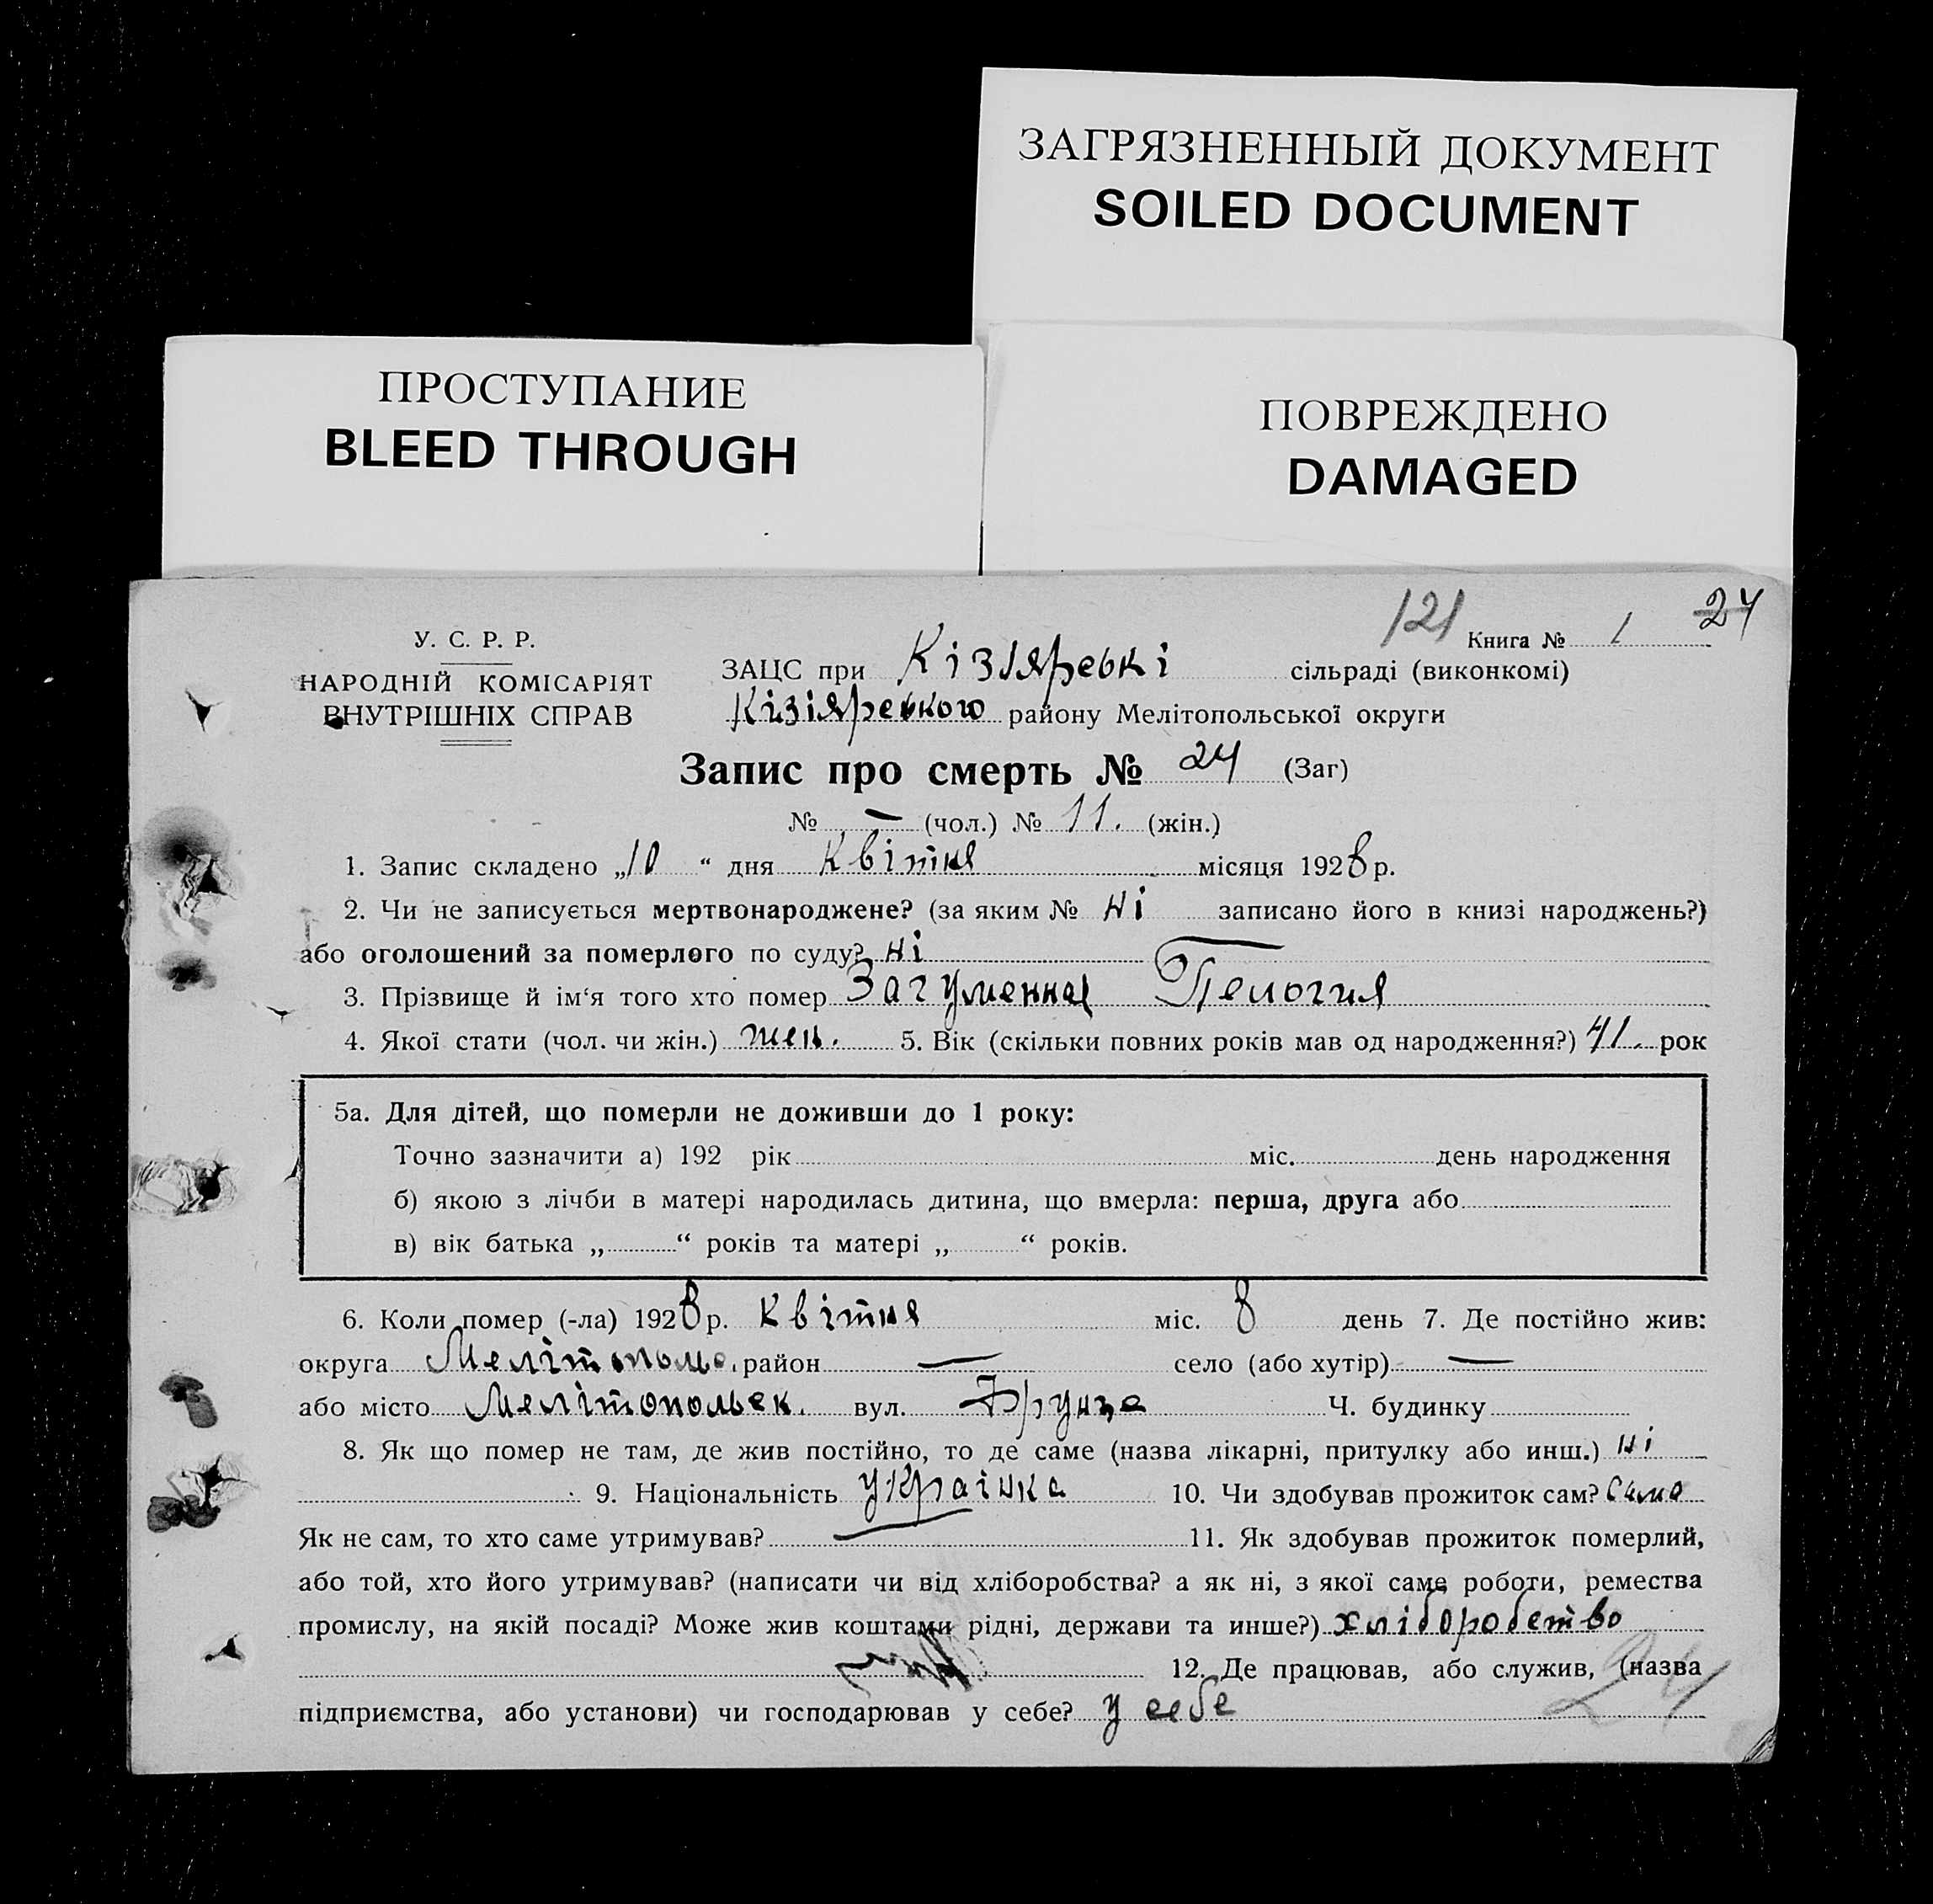 ЗАГРЯЗНЕННЫЙ ДОКУМЕНТ
SOILED DOCUMENT
ПРОСТУПАНИЕ
BLEED THROUGH
ПОВРЕЖДЕНО
DAMAGED
121 Книга № 1 24
У. С. Р. Р.
НАРОДНІЙ КОМІСАРІЯТ
ВНУТРІШНІХ СПРАВ
ЗАЦС при Кізіяреькі сільраді (виконкомі)
Кізіяреького району Мелітопольської округи
Запис про смерть № 24 (Заг)
№ — (чол.) № 11. (жін.)
1. Запис складено „10“ дня Квітня місяця 1928 р.
2. Чи не записується мертвонароджене? (за яким № Ні записано його в книзі народжень?)
або оголошений за померлого по суду? Ні
3. Прізвище й ім‘я того хто помер Загуменная Пелогия
4. Якої стати (чол. чи жін.) жен. 5. Вік (скільки повних років мав од народження?) 41. рок
5а. Для дітей, що померли не доживши до 1 року:
Точно зазначити а) 192 рік міс. день народження
б) якою з лічби в матері народилась дитина, що вмерла: перша, друга або
в) вік батька „ “ років та матері „ “ років.
6. Коли помер (-ла) 1928 р. Квітня міс. 8 день 7. Де постійно жив:
округа район — село (або хутір) —
або місто Мелітопольск. вул. Фрунзе Ч. будинку
8. Як що помер не там, де жив постійно, то де саме (назва лікарні, притулку або инш.) Ні
9. Національність украінка 10. Чи здобував прожиток сам? сама
Як не сам, то хто саме утримував? — 11. Як здобував прожиток померлий,
або той, хто його утримував? (написати чи від хліборобства? а як ні, з якої саме роботи, ремества
промислу, на якій посаді? Може жив коштами рідні, держави та инше?) хліборобство
12. Де працював, або служив, (назва
підприємства, або установи) чи господарював у себе? у себе
24